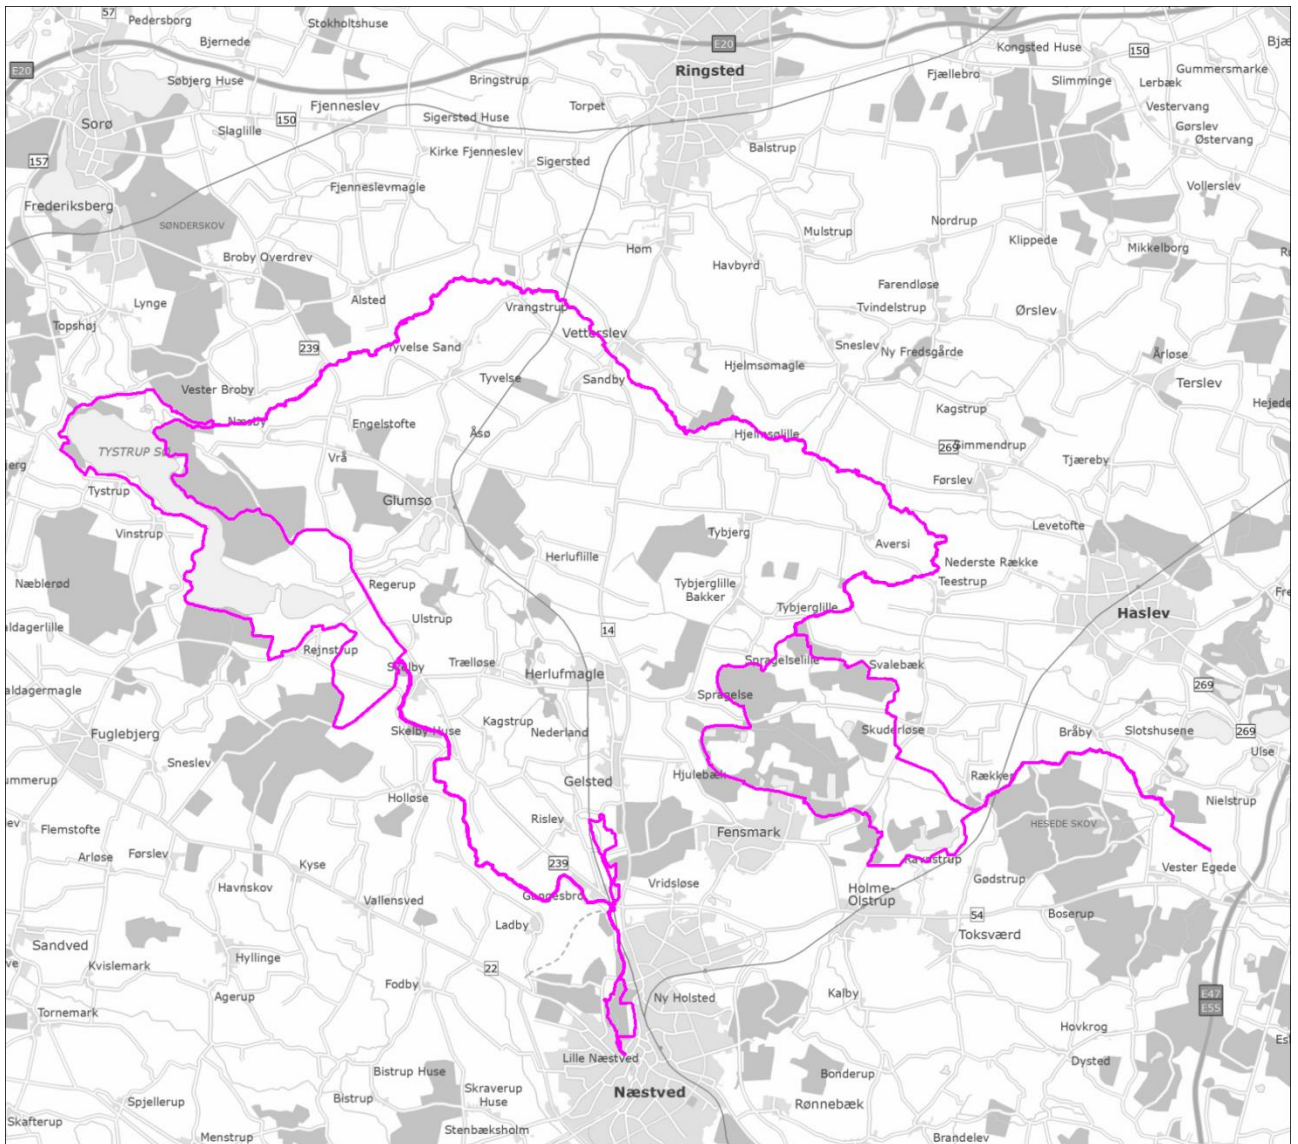 57
Pedersborg
Stokholtshuse
Bjernede
E20
Ringsted
Kongsted Huse
150
Bjæ
E20
Søbjerg Huse
Bringstrup
Fjællebro
Slimminge
Gummersmarke
Lerbæk
Sorø
150
Fjenneslev
Torpet
Vestervang
Slaglille
Sigersted Huse
Gørslev
Østervang
157
Kirke Fjenneslev
Sigersted
Balstrup
Fjenneslevmagle
Vollerslev
Frederiksberg
SØNDERSKOV
Nordrup
Mulstrup
Klippede
Mikkelborg
Høm
Broby Overdrev
Havbyrd
Farendløse
Alsted
Lynge
Vrangstrup
Tvindelstrup
Ørslev
Topshøj
239
Vetterslev
Tyvelse Sand
Sneslev
Ny Fredsgårde
Årløse
Hjelmsømagle
Tyvelse
Sandby
Terslev
Vester Broby
Hejede
Kagstrup
Næsby
Engelstofte
Åsø
Hjelmsølille
269
Simmendrup
TYSTRUP SØ
Vrå
Tjæreby
Tystrup
Førslev
Glumsø
Vinstrup
Levetofte
Tybjerg
Aversi
Herluflille
Nederste Række
Næblerød
Regerup
Tybjerglille
Bakker
Teestrup
Ulstrup
Tybjerglille
Haslev
14
Rejnstrup
Skelby
Trælløse
Herlufmagle
Spragelselille
Svalebæk
Spragelse
269
Fuglebjerg
Skelby Huse
Kagstrup
Nederland
Skuderløse
Bråby
Slotshusene
269
Ulse
Sneslev
Gelsted
Hjulebæk
Rækker
Holløse
Nielstrup
Flemstofte
Rislev
Fensmark
HESEDE SKOV
Arløse
Førslev
Kyse
239
Vester Egede
Havnskov
Vridsløse
Gødstrup
Vallensved
Holme-
Olstrup
Ladby
54
Boserup
Sandved
Toksværd
Hyllinge
Kvislemark
22
Agerup
Fodby
Ny Holsted
Kalby
E47
E55
Tornemark
Hovkrog
Lille Næstved
Dysted
Bistrup Huse
Bonderup
Skraverup
Huse
Næstved
Spjellerup
Bistrup
Rønnebæk
Skafterup
Menstrup
Stenbæksholm
Brandelev